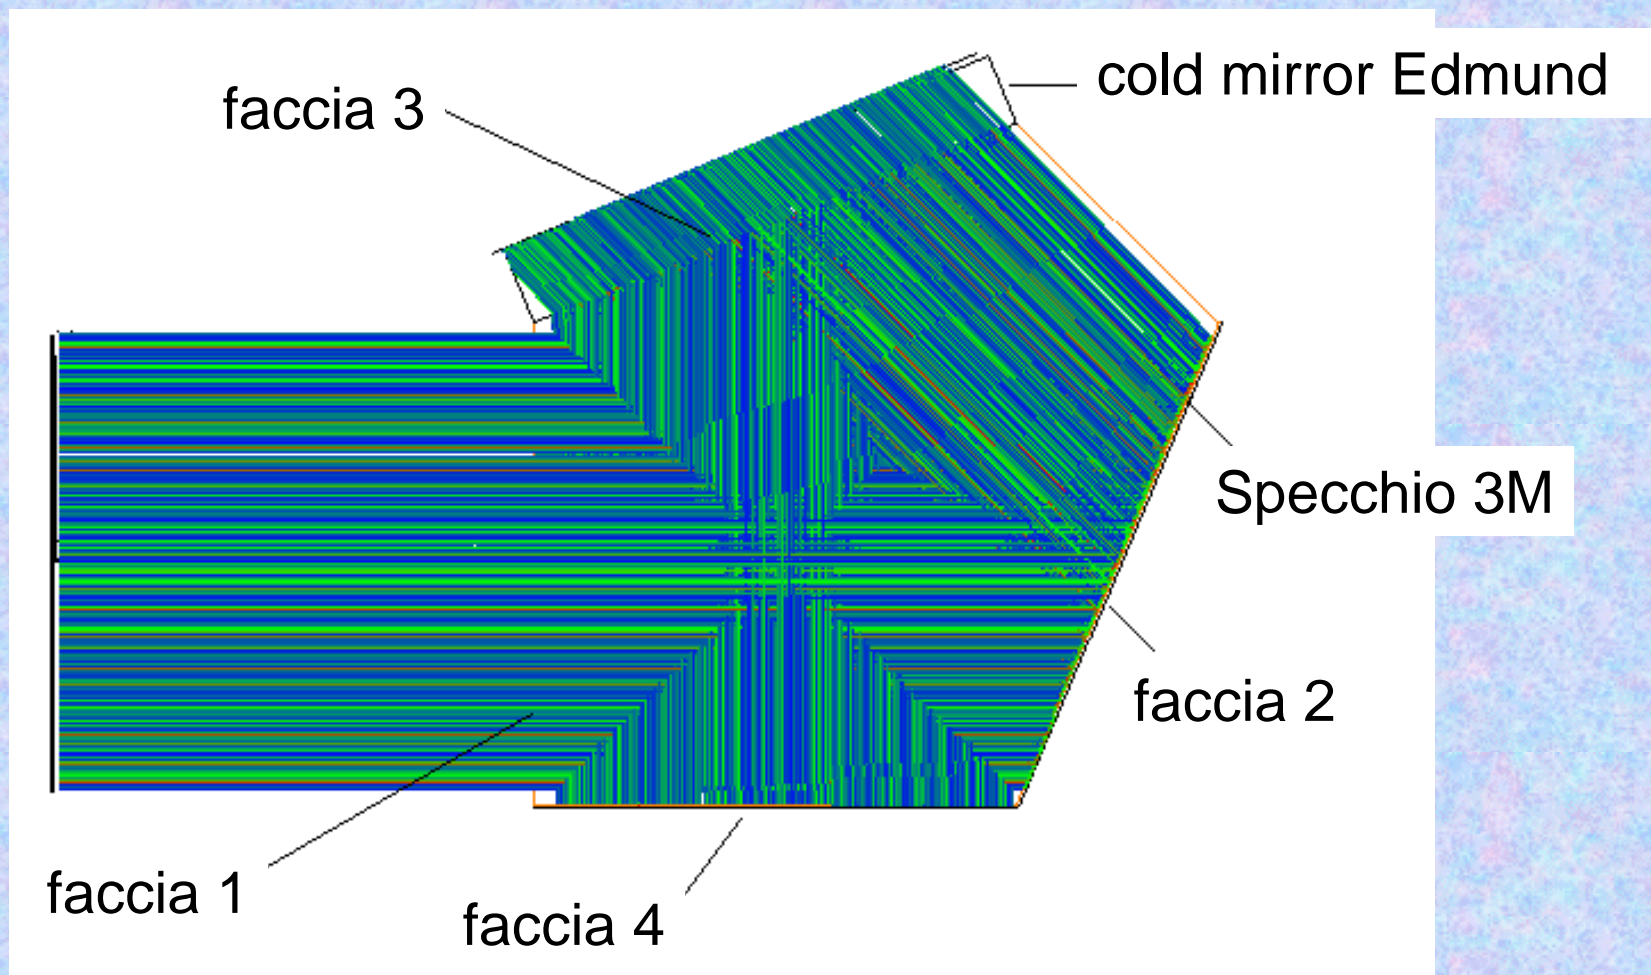 cold mirror Edmund
faccia 3
Specchio 3M
faccia 2
faccia 1
faccia 4